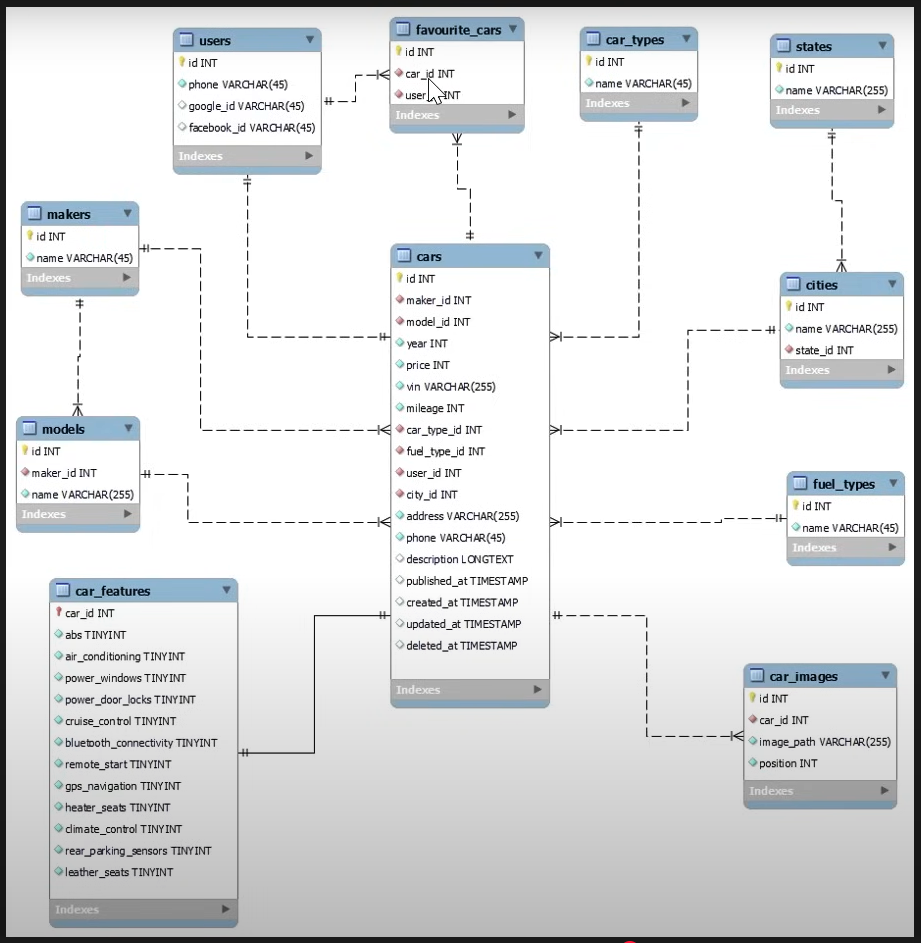 users
id INT
phone VARCHAR(45)
google_id VARCHAR(45)
facebook_id VARCHAR(45)
Indexes
favourite_cars
id INT
car_id INT
user INT
Indexes
car_types
id INT
name VARCHAR(45)
Indexes
states
id INT
name VARCHAR(255)
Indexes
makers
id INT
name VARCHAR(45)
Indexes
cars
id INT
maker_id INT
model_id INT
year INT
price INT
vin VARCHAR(255)
mileage INT
car_type_id INT
fuel_type_id INT
user_id INT
city_id INT
address VARCHAR(255)
phone VARCHAR(45)
description LONGTEXT
published_at TIMESTAMP
created_at TIMESTAMP
updated_at TIMESTAMP
deleted_at TIMESTAMP
Indexes
cities
id INT
name VARCHAR(255)
state_id INT
Indexes
models
id INT
maker_id INT
name VARCHAR(255)
Indexes
fuel_types
id INT
name VARCHAR(45)
Indexes
car_features
car_id INT
abs TINYINT
air_conditioning TINYINT
power_windows TINYINT
power_door_locks TINYINT
cruise_control TINYINT
bluetooth_connectivity TINYINT
remote_start TINYINT
gps_navigation TINYINT
heater_seats TINYINT
climate_control TINYINT
rear_parking_sensors TINYINT
leather_seats TINYINT
Indexes
car_images
id INT
car_id INT
image_path VARCHAR(255)
position INT
Indexes